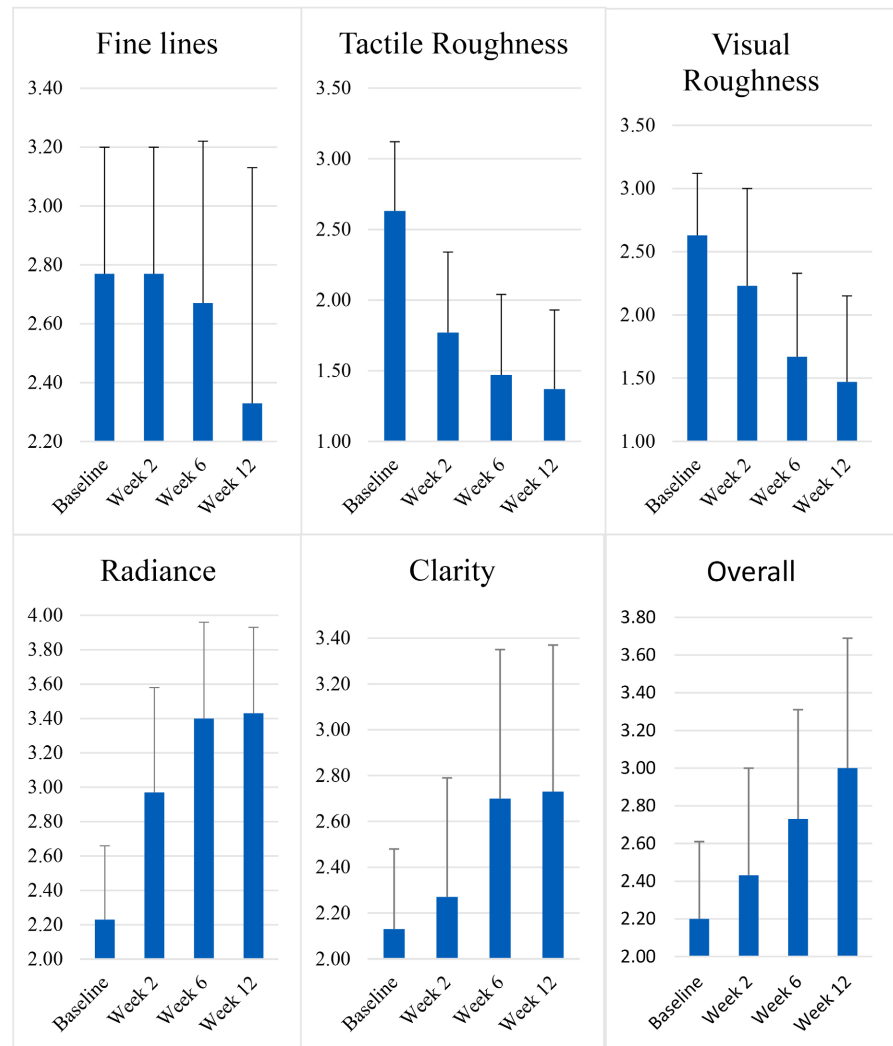 Fine lines
3.40
3.20
3.00
2.80
2.60
2.40
2.20
Baseline
Week 2
Week 6
Week 12
Tactile Roughness
3.50
3.00
2.50
2.00
1.50
1.00
Baseline
Week 2
Week 6
Week 12
Visual
Roughness
3.50
3.00
2.50
2.00
1.50
1.00
Baseline
Week 2
Week 6
Week 12
Radiance
4.00
3.80
3.60
3.40
3.20
3.00
2.80
2.60
2.40
2.20
2.00
Baseline
Week 2
Week 6
Week 12
Clarity
3.40
3.20
3.00
2.80
2.60
2.40
2.20
2.00
Baseline
Week 2
Week 6
Week 12
Overall
3.80
3.60
3.40
3.20
3.00
2.80
2.60
2.40
2.20
2.00
Baseline
Week 2
Week 6
Week 12